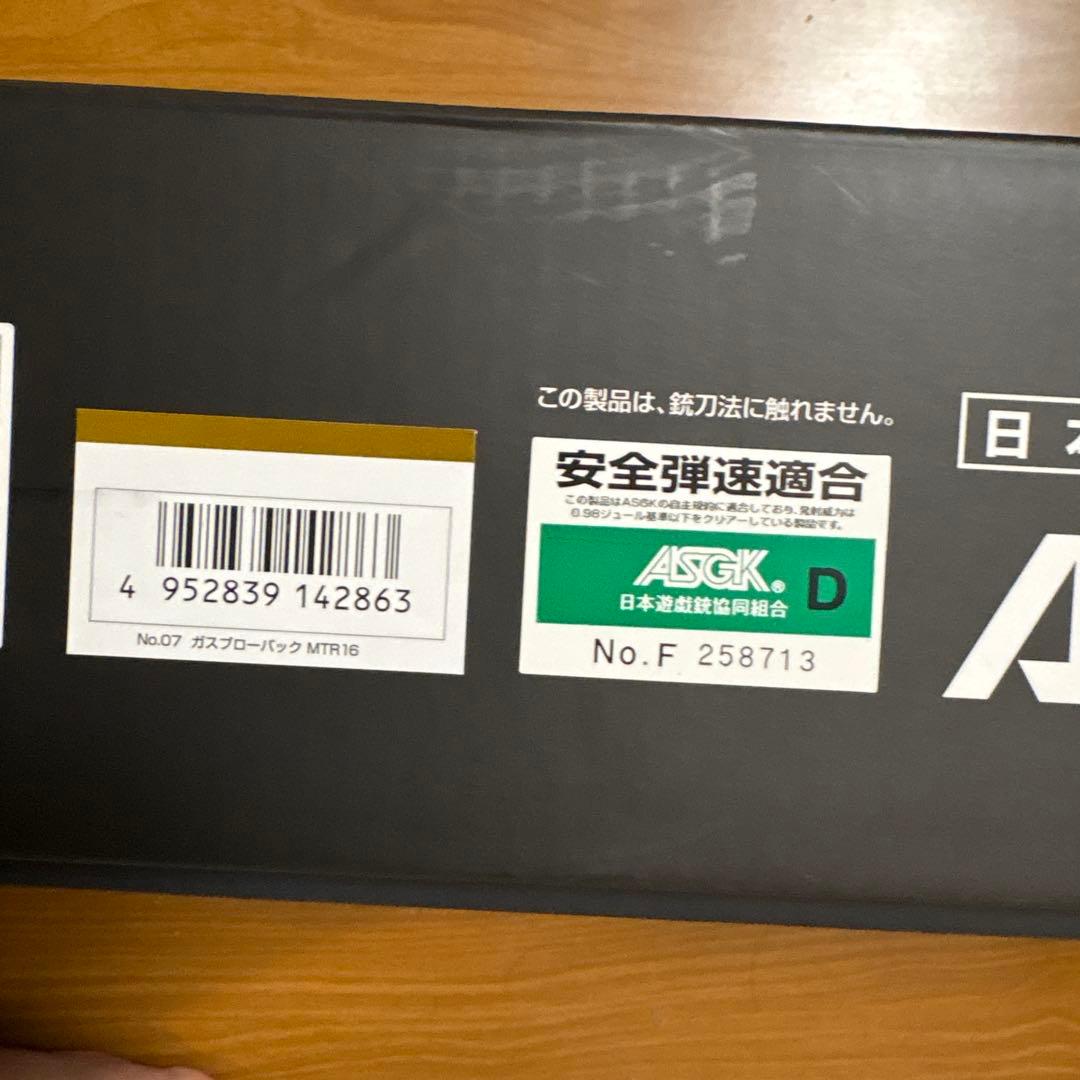 この製品は、銃刀法に触れません。
日本
安全弾速適合
この製品はASGKの自主規約に適合しており、発射威力は
0.98ジュール基準以下をクリアーしている製品です。
ASGK® D
日本遊戯銃協同組合
No.F 258713
4 952839 142863
No.07 ガスブローバック MTR16
A